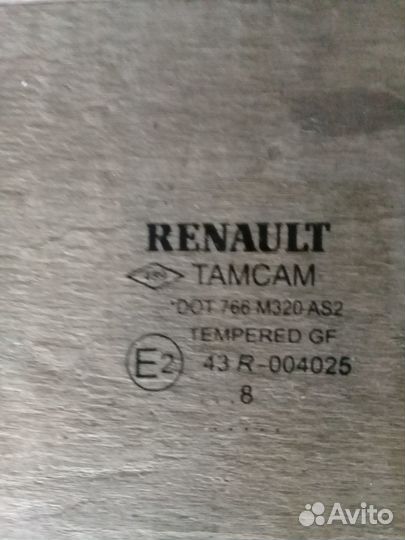 RENAULT
TAMCAM
DOT 766 M320 AS2
TEMPERED GF
E2 43 R-004025
8
Avito